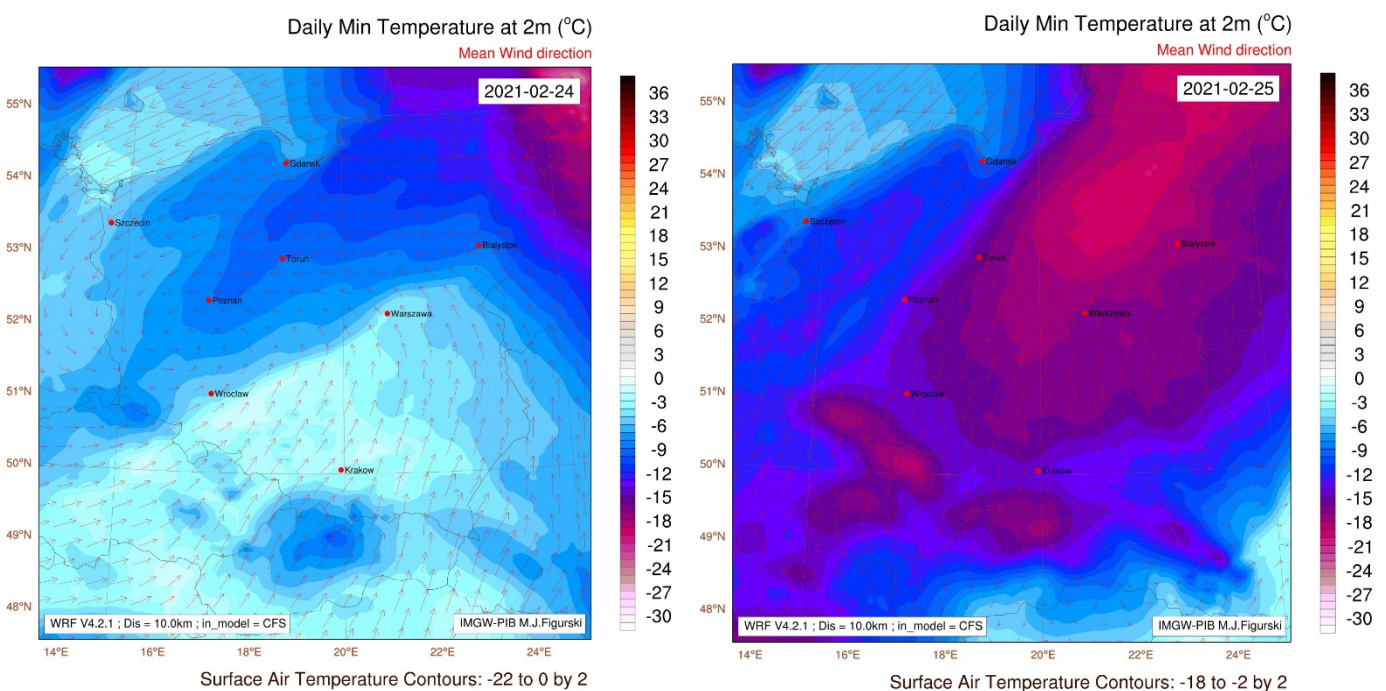 Daily Min Temperature at 2m (°C)
Mean Wind direction
2021-02-24
55°N
54°N
53°N
52°N
51°N
50°N
49°N
48°N
Gdansk
Szczecin
Bialystok
Torun
Poznan
Warszawa
Wroclaw
Krakow
WRF V4.2.1 ; Dis = 10.0km ; in_model = CFS
IMGW-PIB M.J.Figurski
14°E
16°E
18°E
20°E
22°E
24°E
36
33
30
27
24
21
18
15
12
9
6
3
0
-3
-6
-9
-12
-15
-18
-21
-24
-27
-30
Surface Air Temperature Contours: -22 to 0 by 2
Daily Min Temperature at 2m (°C)
Mean Wind direction
2021-02-25
55°N
54°N
53°N
52°N
51°N
50°N
49°N
48°N
Gdansk
Szczecin
Bialystok
Torun
Poznan
Warszawa
Wroclaw
Krakow
WRF V4.2.1 ; Dis = 10.0km ; in_model = CFS
IMGW-PIB M.J.Figurski
14°E
16°E
18°E
20°E
22°E
24°E
36
33
30
27
24
21
18
15
12
9
6
3
0
-3
-6
-9
-12
-15
-18
-21
-24
-27
-30
Surface Air Temperature Contours: -18 to -2 by 2